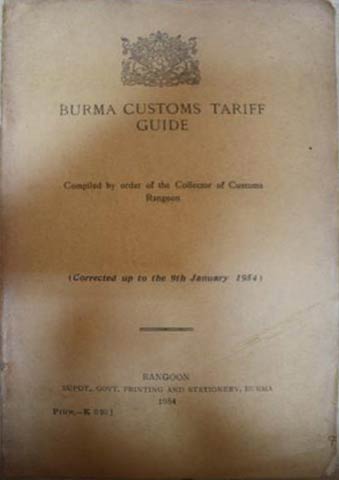 BURMA CUSTOMS TARIFF
GUIDE
Compiled by order of the Collector of Customs
Rangoon
(Corrected up to the 9th January 1954)
RANGOON
SUPDT., GOVT. PRINTING AND STATIONERY, BURMA
1954
Price,—K